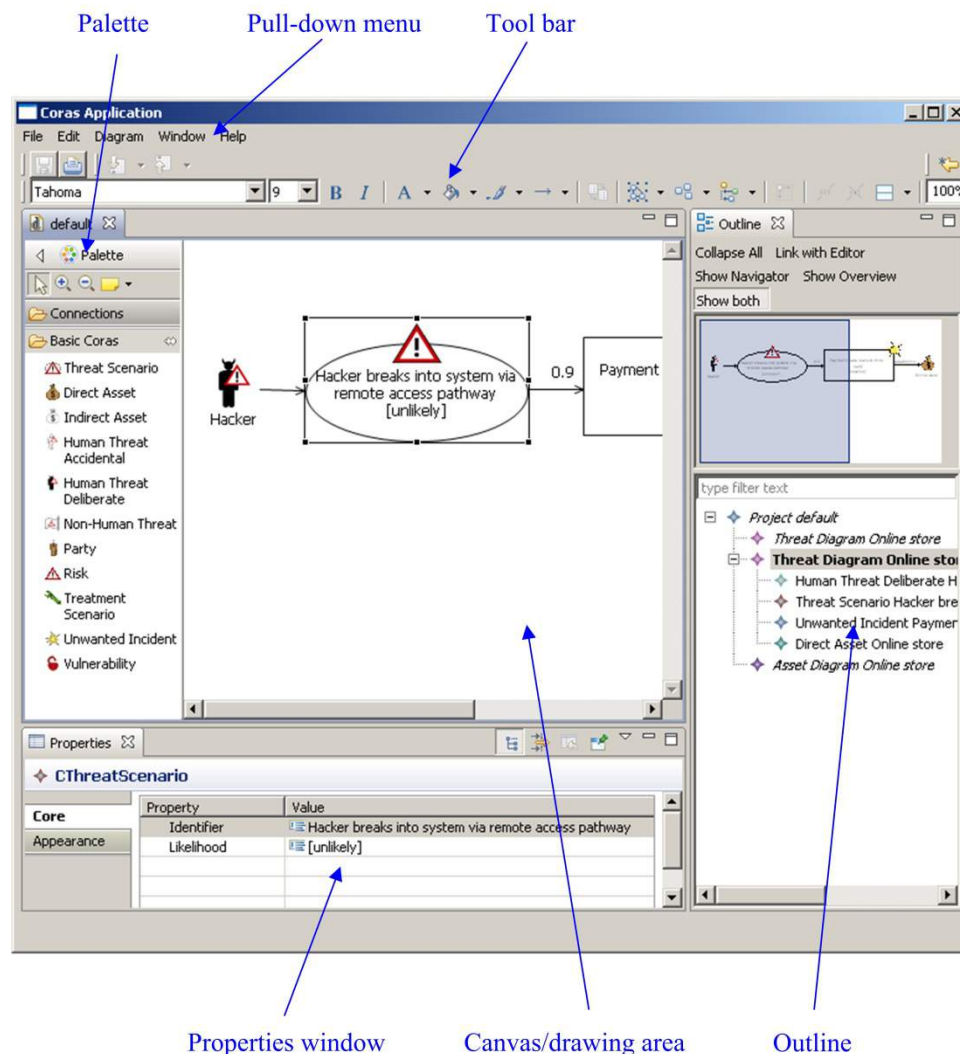 Palette Pull-down menu Tool bar
Coras Application
File Edit Diagram Window Help
Tahoma 9 B I A 100%
default
Palette
Connections
Basic Coras
Threat Scenario
Direct Asset
Indirect Asset
Human Threat
Accidental
Human Threat
Deliberate
Non-Human Threat
Party
Risk
Treatment
Scenario
Unwanted Incident
Vulnerability
Hacker
Hacker breaks into system via
remote access pathway
[unlikely]
0.9
Payment
Outline
Collapse All Link with Editor
Show Navigator Show Overview
Show both
type filter text
Project default
Threat Diagram Online store
Threat Diagram Online sto
Human Threat Deliberate H
Threat Scenario Hacker bre
Unwanted Incident Paymer
Direct Asset Online store
Asset Diagram Online store
Properties
CThreatScenario
Core
Appearance
Property Value
Identifier Hacker breaks into system via remote access pathway
Likelihood [unlikely]
Properties window Canvas/drawing area Outline